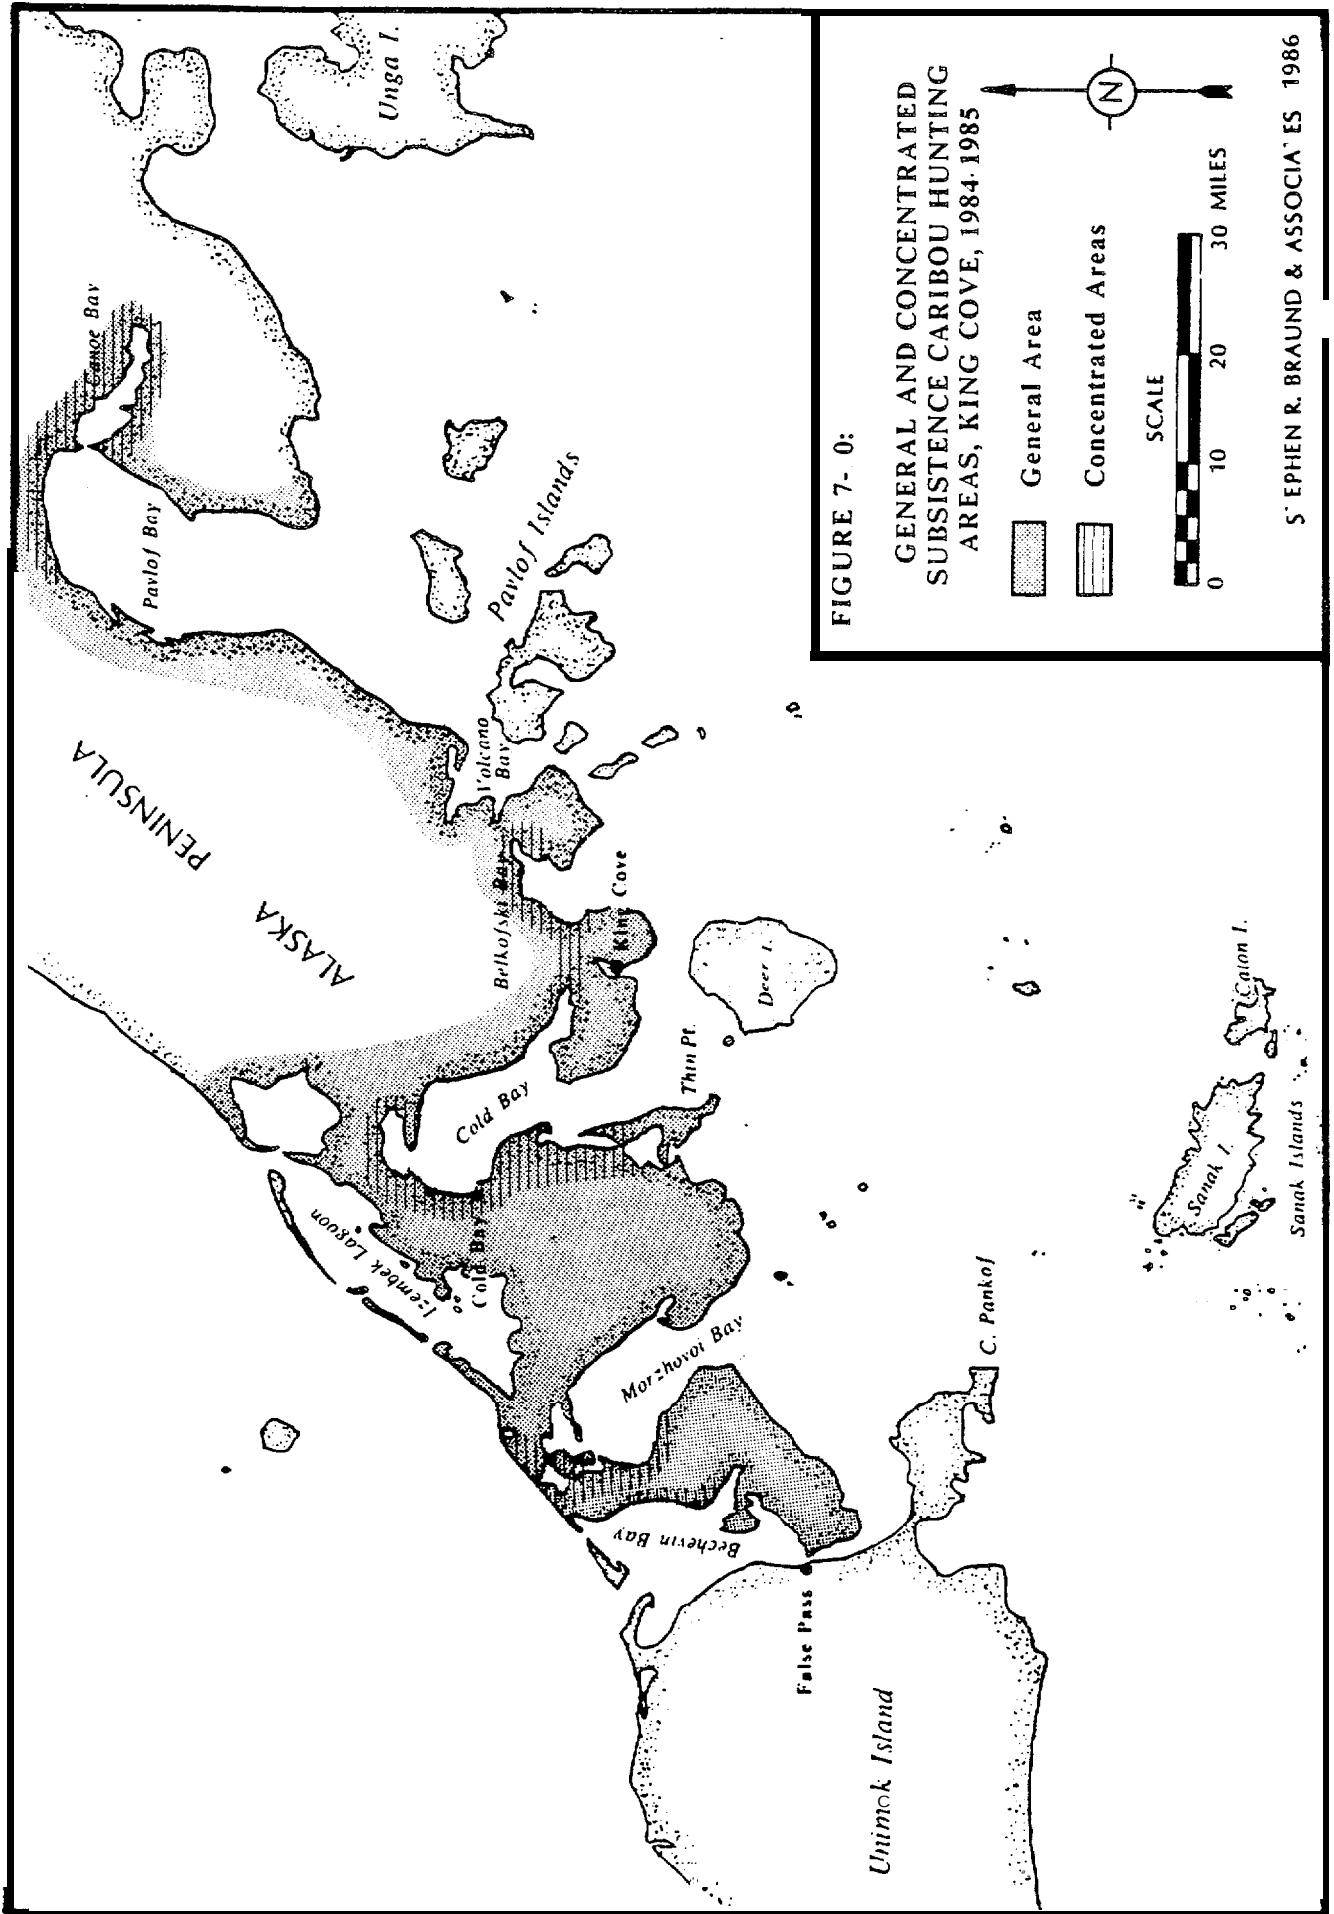 Unga I.
Canoe Bay
Pavlof Bay
Pavlof Islands
ALASKA
PENINSULA
Volcano
Bay
Belkofski Bay
King Cove
Deer I.
Thin Pt.
Cold Bay
Cold Bay
Izembek Lagoon
Morzhovoi Bay
Bechevin Bay
False Pass
Unimok Island
C. Pankof
Sanak I.
Caton I.
Sanak Islands
FIGURE 7- 0:
GENERAL AND CONCENTRATED
SUBSISTENCE CARIBOU HUNTING
AREAS, KING COVE, 1984-1985
N
General Area
Concentrated Areas
SCALE
0 10 20 30 MILES
S' EPHEN R. BRAUND & ASSOCIA' ES 1986